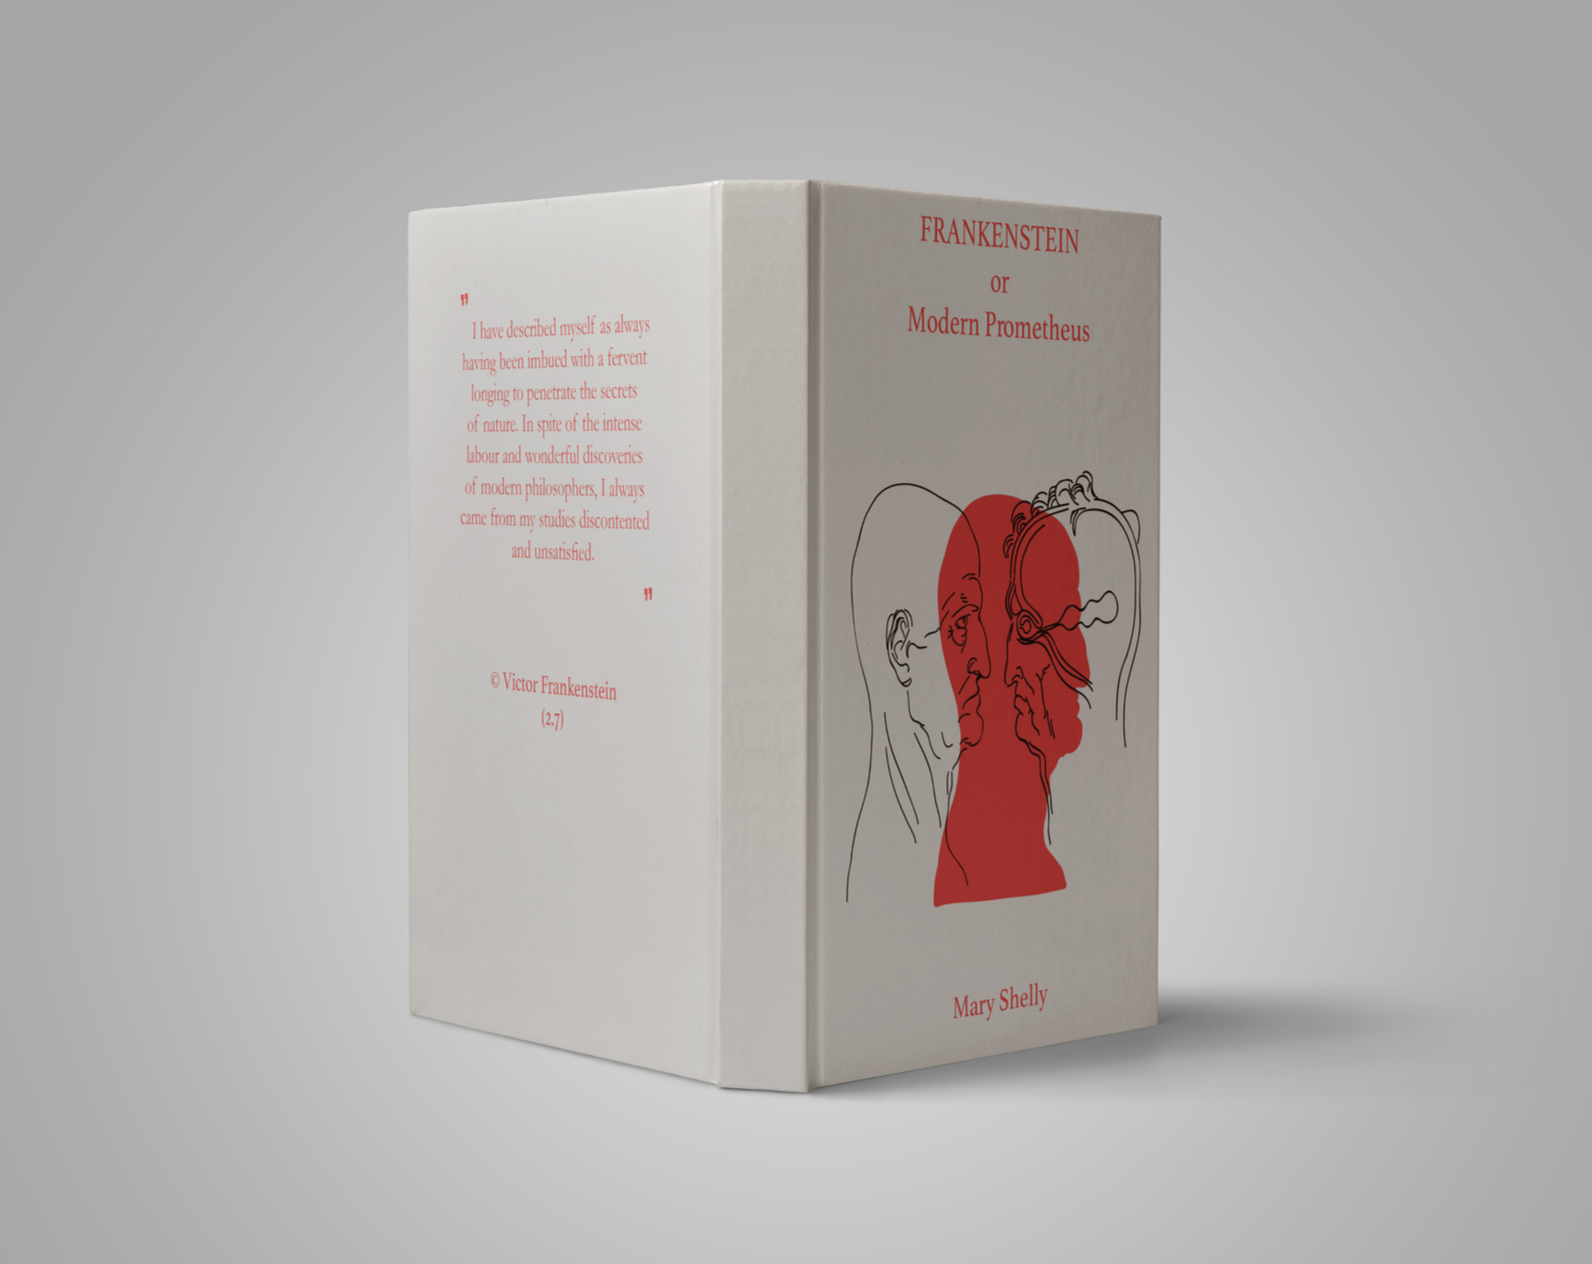 "
I have described myself as always
having been imbued with a fervent
longing to penetrate the secrets
of nature. In spite of the intense
labour and wonderful discoveries
of modern philosophers, I always
came from my studies discontented
and unsatisfied.
"
© Victor Frankenstein
(2.7)
FRANKENSTEIN
or
Modern Prometheus
Mary Shelly